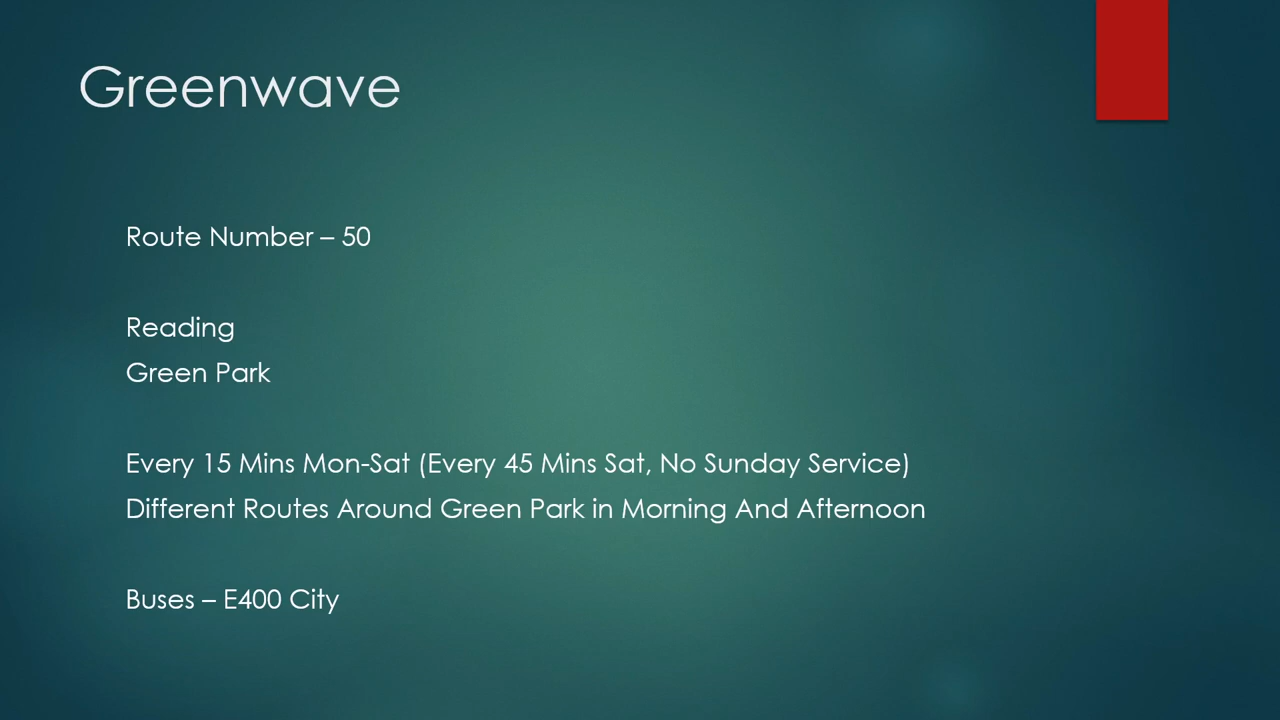 Greenwave
Route Number – 50
Reading
Green Park
Every 15 Mins Mon-Sat (Every 45 Mins Sat, No Sunday Service)
Different Routes Around Green Park in Morning And Afternoon
Buses – E400 City